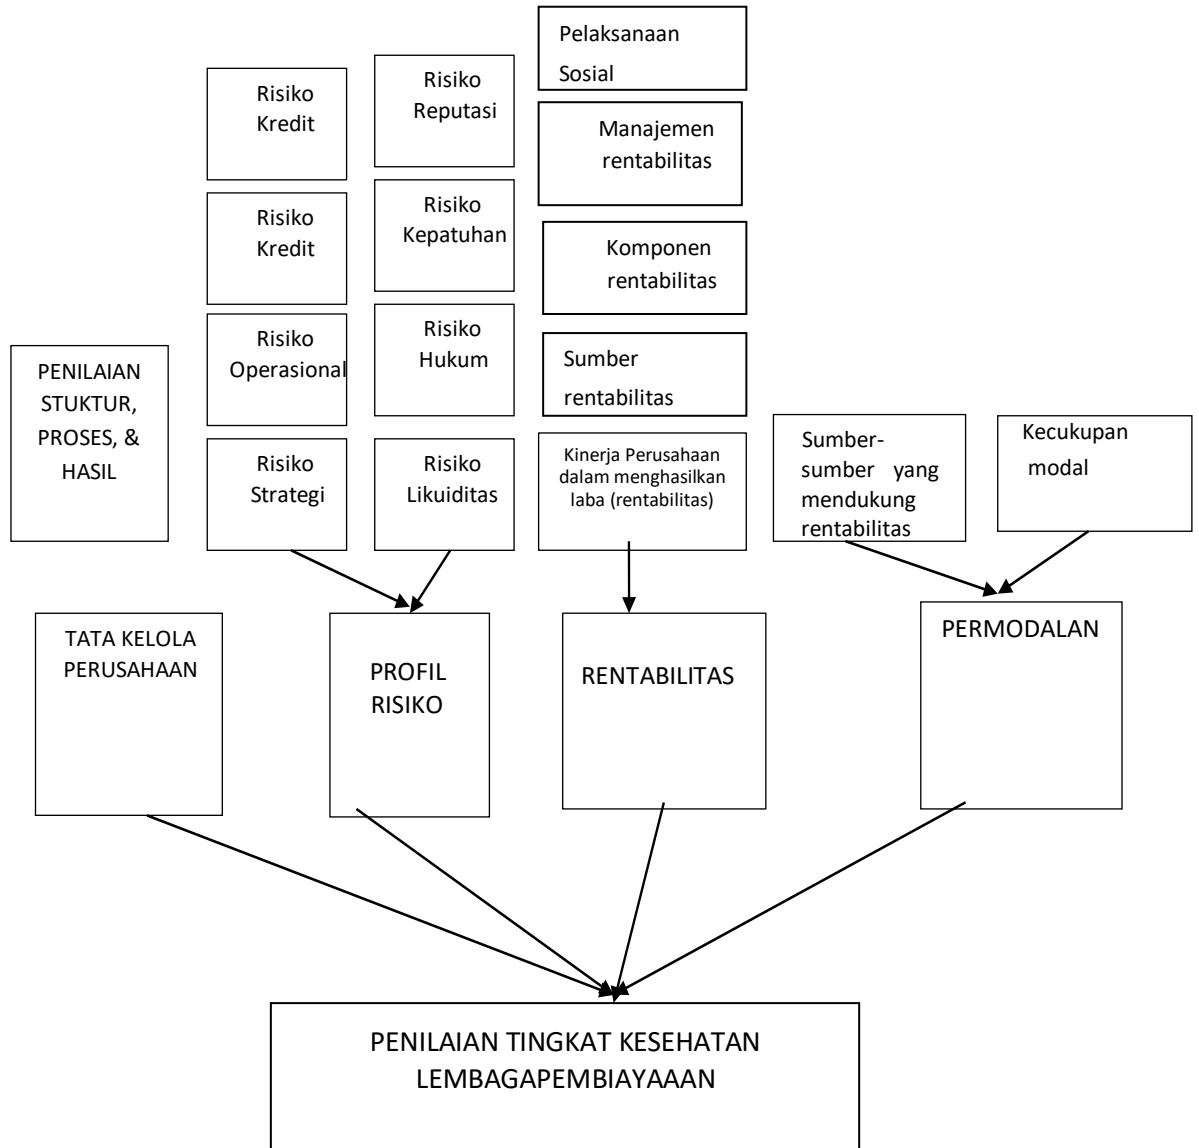 Pelaksanaan
Sosial
Risiko
Kredit
Risiko
Reputasi
Manajemen
rentabilitas
Risiko
Kredit
Risiko
Kepatuhan
Komponen
rentabilitas
Risiko
Operasional
Risiko
Hukum
Sumber
rentabilitas
PENILAIAN
STUKTUR,
PROSES, &
HASIL
Risiko
Strategi
Risiko
Likuiditas
Kinerja Perusahaan
dalam menghasilkan
laba (rentabilitas)
Sumber-
sumber yang
mendukung
rentabilitas
Kecukupan
modal
TATA KELOLA
PERUSAHAAN
PROFIL
RISIKO
RENTABILITAS
PERMODALAN
PENILAIAN TINGKAT KESEHATAN
LEMBAGAPEMBIAYAAAN